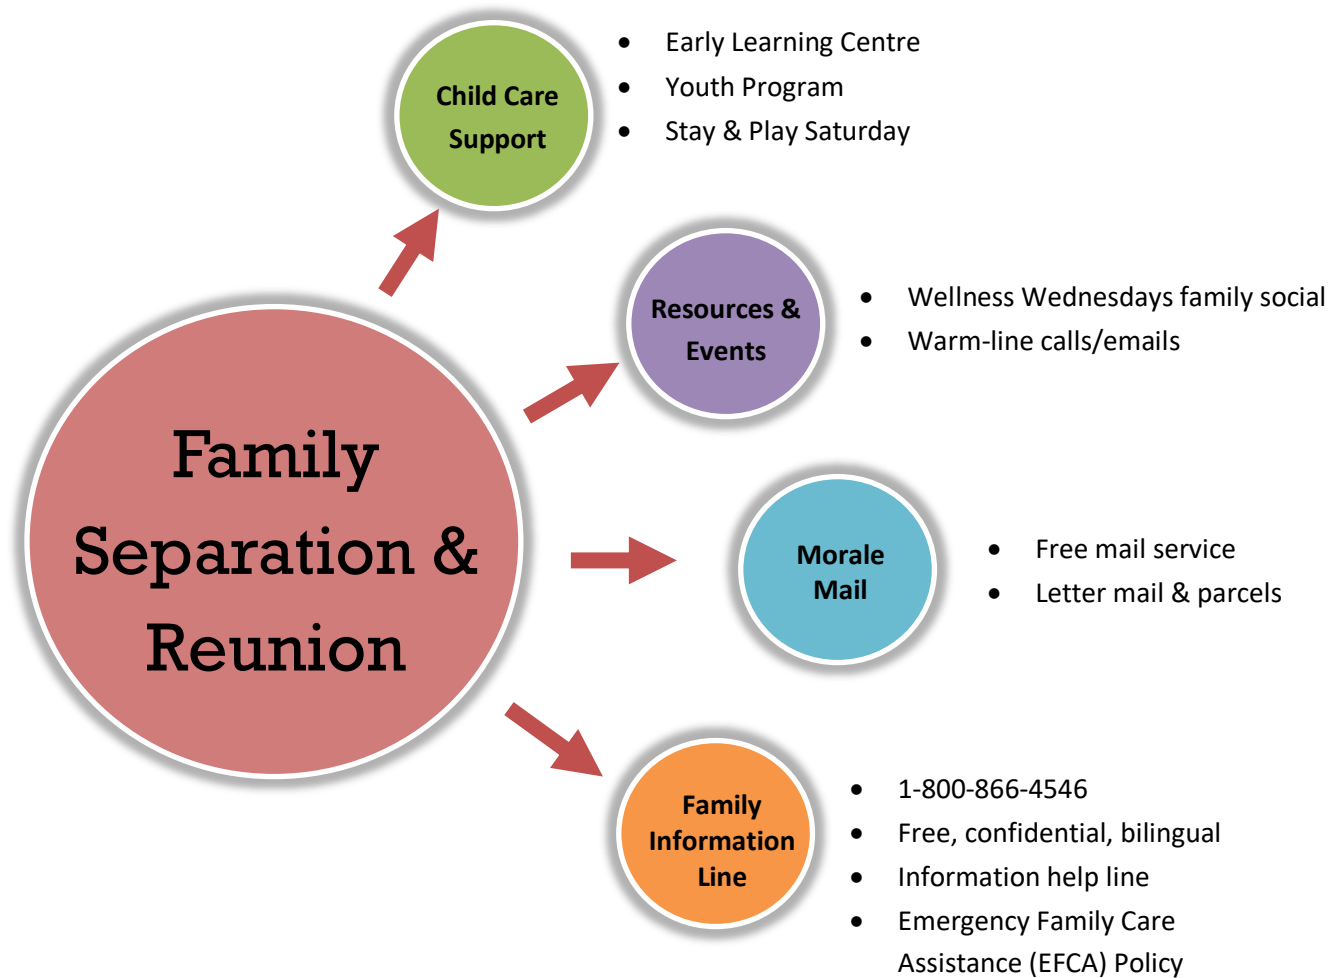 Family
Separation &
Reunion
Child Care
Support
• Early Learning Centre
• Youth Program
• Stay & Play Saturday
Resources &
Events
• Wellness Wednesdays family social
• Warm-line calls/emails
Morale
Mail
• Free mail service
• Letter mail & parcels
Family
Information
Line
• 1-800-866-4546
• Free, confidential, bilingual
• Information help line
• Emergency Family Care
Assistance (EFCA) Policy